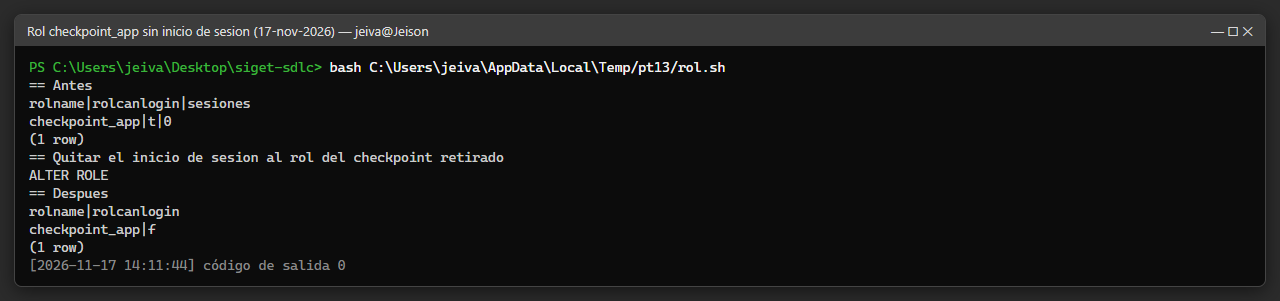 Rol checkpoint_app sin inicio de sesion (17-nov-2026) — jeiva@Jeison
PS C:\Users\jeiva\Desktop\siget-sdlc> bash C:\Users\jeiva\AppData\Local\Temp/pt13/rol.sh
== Antes
rolname|rolcanlogin|sesiones
checkpoint_app|t|0
(1 row)
== Quitar el inicio de sesion al rol del checkpoint retirado
ALTER ROLE
== Despues
rolname|rolcanlogin
checkpoint_app|f
(1 row)
[2026-11-17 14:11:44] código de salida 0